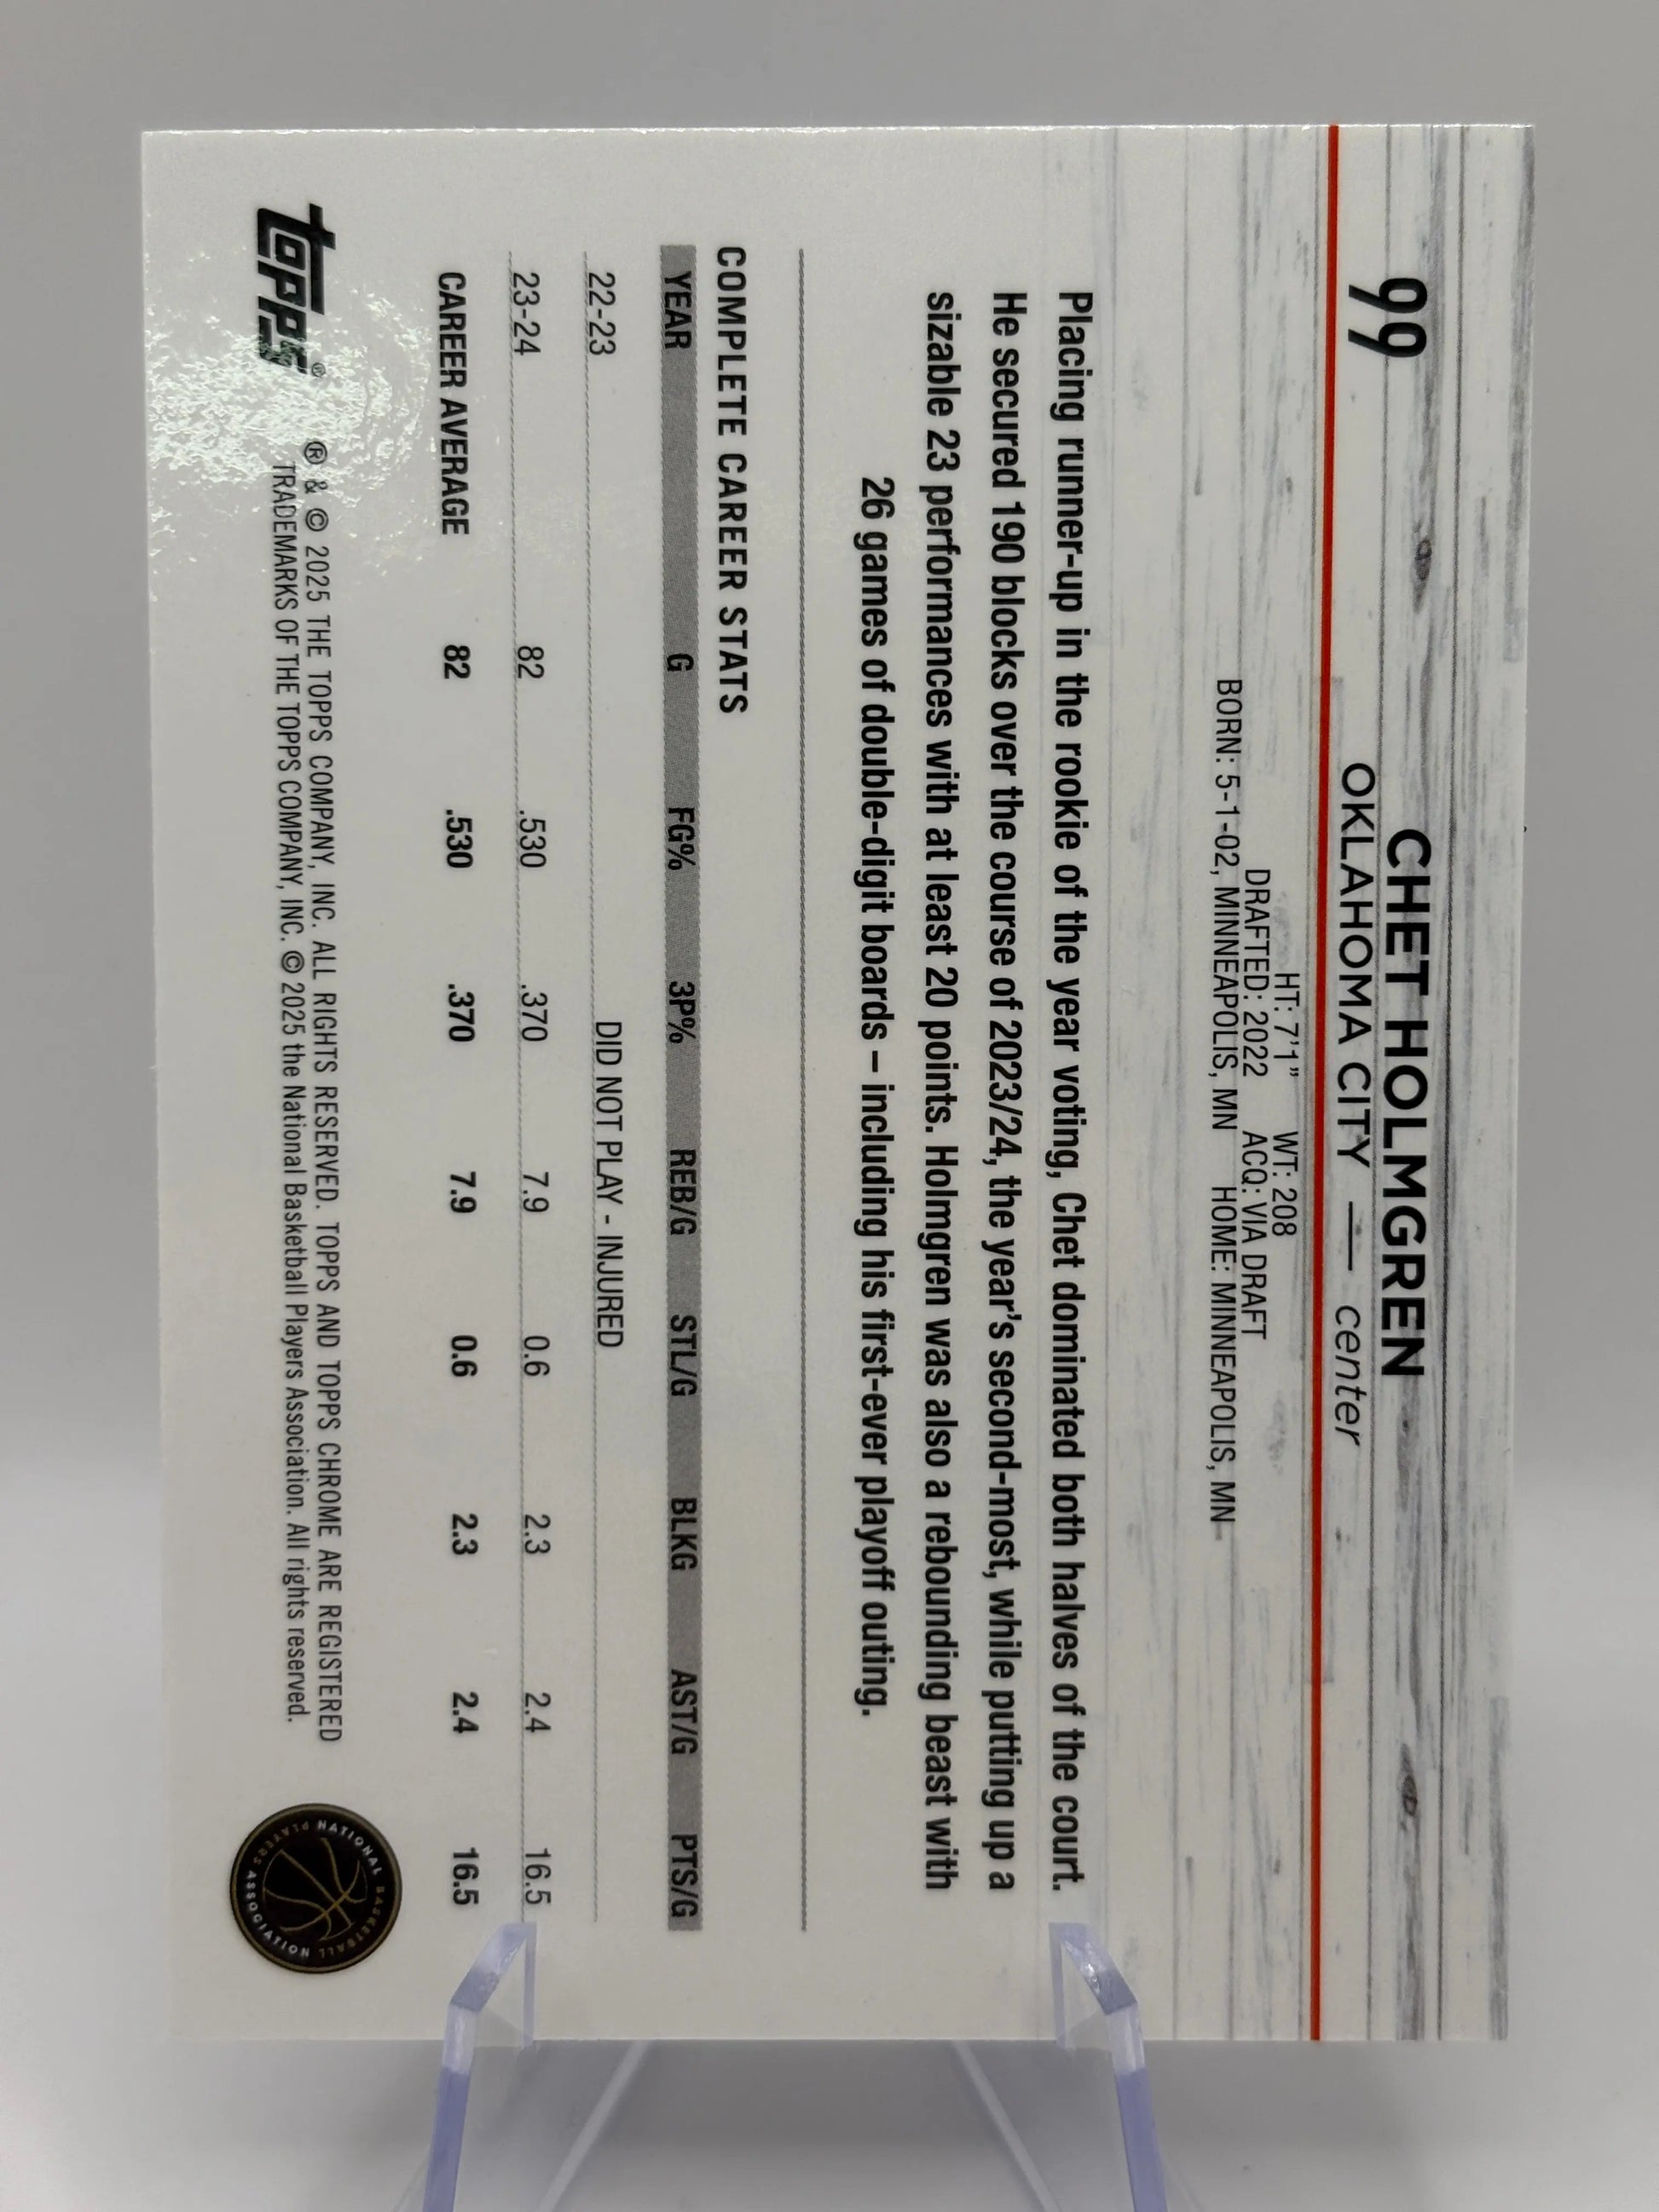 99
CHET HOLMGREN
OKLAHOMA CITY — center
HT: 7'1" WT: 208
DRAFTED: 2022 ACQ: VIA DRAFT
BORN: 5-1-02, MINNEAPOLIS, MN HOME: MINNEAPOLIS, MN
Placing runner-up in the rookie of the year voting, Chet dominated both halves of the court.
He secured 190 blocks over the course of 2023/24, the year's second-most, while putting up a
sizable 23 performances with at least 20 points. Holmgren was also a rebounding beast with
26 games of double-digit boards – including his first-ever playoff outing.
COMPLETE CAREER STATS
YEAR G FG% 3P% REB/G STL/G BLKG AST/G PTS/G
22-23 DID NOT PLAY - INJURED
23-24 82 .530 .370 7.9 0.6 2.3 2.4 16.5
CAREER AVERAGE 82 .530 .370 7.9 0.6 2.3 2.4 16.5
topps®
® & © 2025 THE TOPPS COMPANY, INC. ALL RIGHTS RESERVED. TOPPS AND TOPPS CHROME ARE REGISTERED
TRADEMARKS OF THE TOPPS COMPANY, INC. © 2025 the National Basketball Players Association. All rights reserved.
NATIONAL BASKETBALL PLAYERS ASSOCIATION